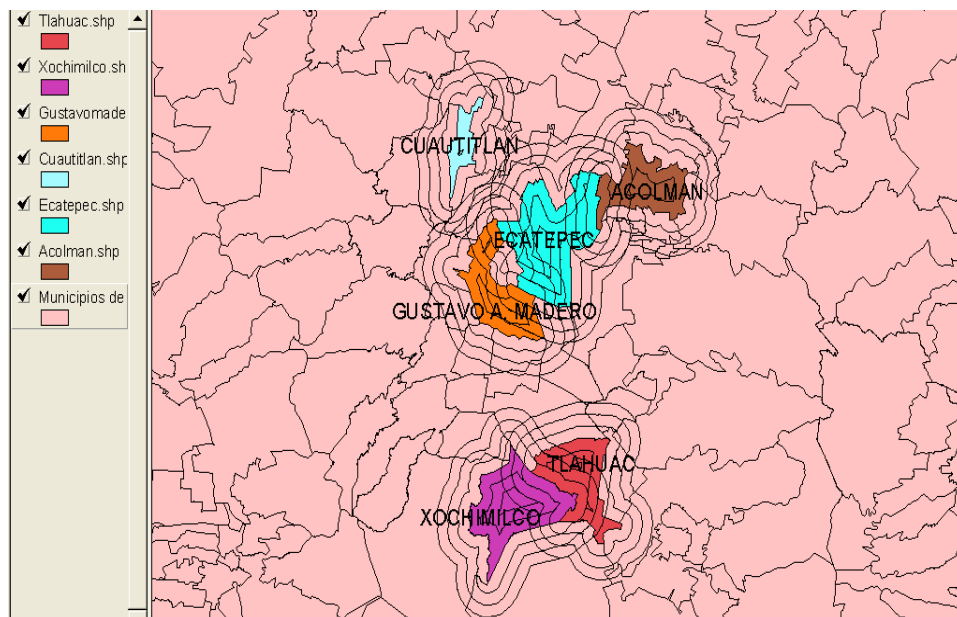 Tlahuac.shp
Xochimilco.sh
Gustavomade
Cuautitlan.shp
Ecatepec.shp
Acolman.shp
Municípios de
CUAUTITLAN
ACOLMAN
ECATEPEC
GUSTAVO A. MADERO
TLAHUAC
XOCHIMILCO